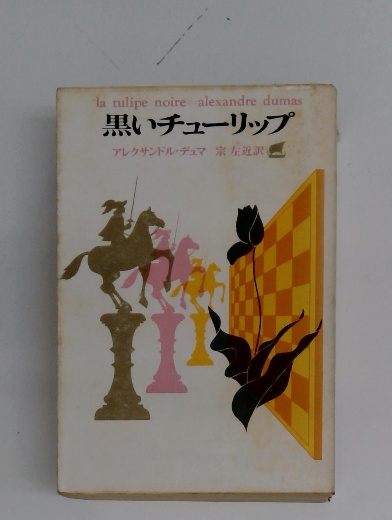 la tulipe noire—alexandre dumas
黒いチューリップ
アレクサンドル・デュマ 宗左近訳